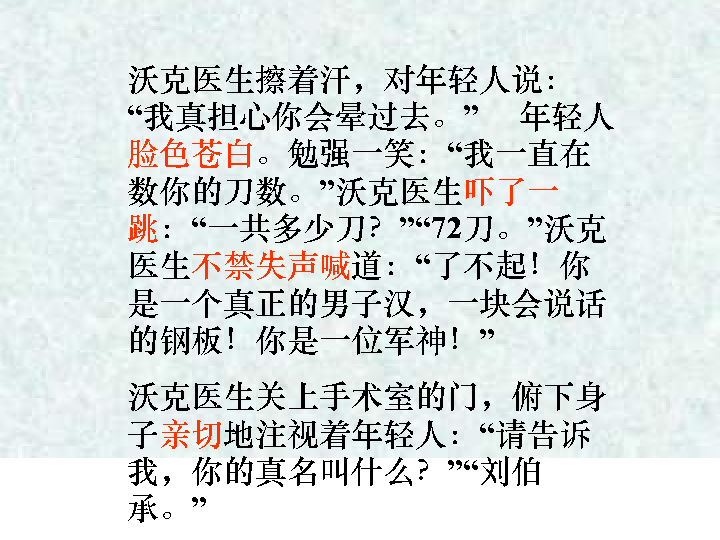 沃克医生擦着汗，对年轻人说：
“我真担心你会晕过去。”　年轻人
脸色苍白。勉强一笑：“我一直在
数你的刀数。”沃克医生吓了一
跳：“一共多少刀？”“72刀。”沃克
医生不禁失声喊道：“了不起！你
是一个真正的男子汉，一块会说话
的钢板！你是一位军神！”
沃克医生关上手术室的门，俯下身
子亲切地注视着年轻人：“请告诉
我，你的真名叫什么？”“刘伯
承。”